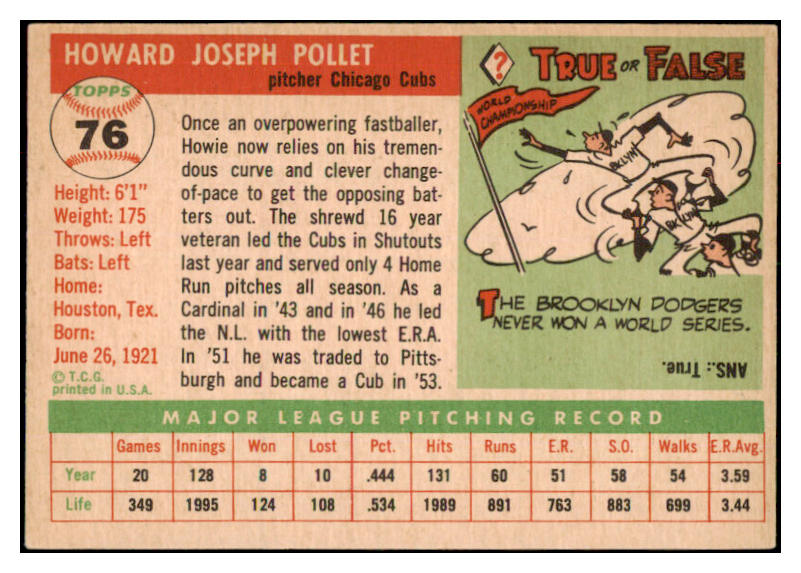 HOWARD JOSEPH POLLET
pitcher Chicago Cubs
TOPPS
76
Height: 6'1"
Weight: 175
Throws: Left
Bats: Left
Home:
Houston, Tex.
Born:
June 26, 1921
© T.C.G.
printed in U.S.A.
Once an overpowering fastballer,
Howie now relies on his tremen-
dous curve and clever change-
of-pace to get the opposing bat-
ters out. The shrewd 16 year
veteran led the Cubs in Shutouts
last year and served only 4 Home
Run pitches all season. As a
Cardinal in '43 and in '46 he led
the N.L. with the lowest E.R.A.
In '51 he was traded to Pitts-
burgh and became a Cub in '53.
? TRUE OR FALSE
WORLD
CHAMPIONSHIP
BKLYN
BKLYN
THE BROOKLYN DODGERS
NEVER WON A WORLD SERIES.
ANS.: True.
MAJOR LEAGUE PITCHING RECORD
Games Innings Won Lost Pct. Hits Runs E.R. S.O. Walks E.R.Avg.
Year 20 128 8 10 .444 131 60 51 58 54 3.59
Life 349 1995 124 108 .534 1989 891 763 883 699 3.44